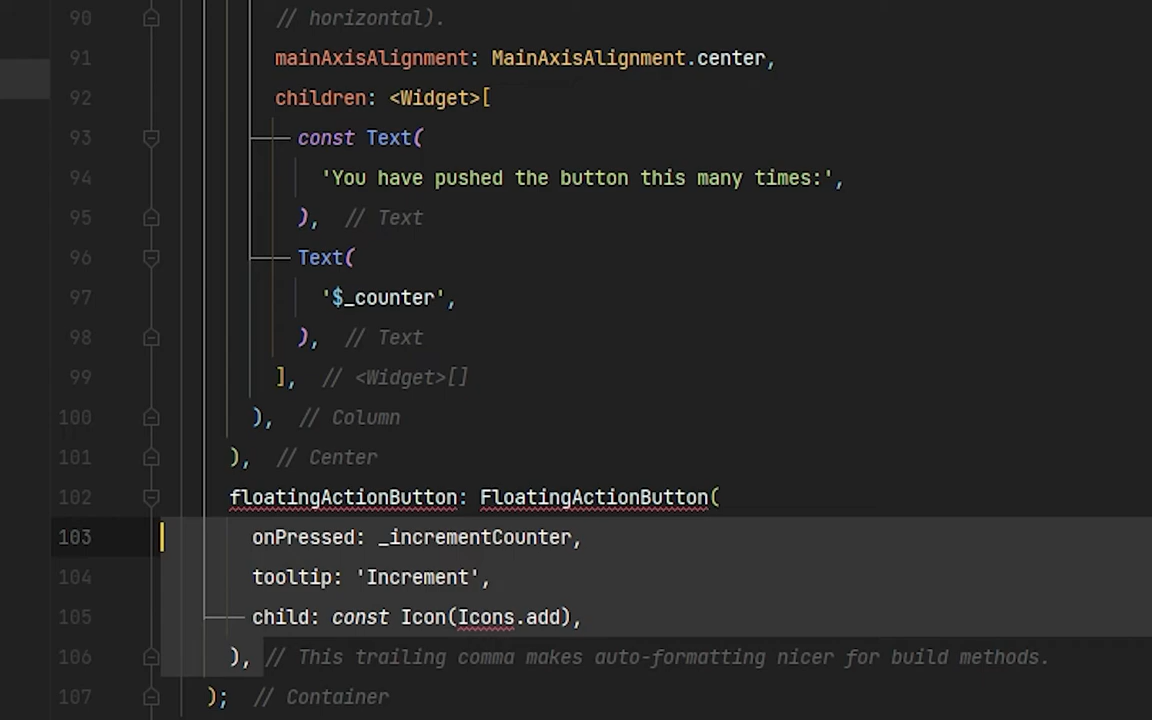 90 // horizontal).
91 mainAxisAlignment: MainAxisAlignment.center,
92 children: <Widget>[
93 const Text(
94 'You have pushed the button this many times:',
95 ), // Text
96 Text(
97 '$_counter',
98 ), // Text
99 ], // <Widget>[]
100 ), // Column
101 ), // Center
102 floatingActionButton: FloatingActionButton(
103 onPressed: _incrementCounter,
104 tooltip: 'Increment',
105 child: const Icon(Icons.add),
106 ), // This trailing comma makes auto-formatting nicer for build methods.
107 ); // Container